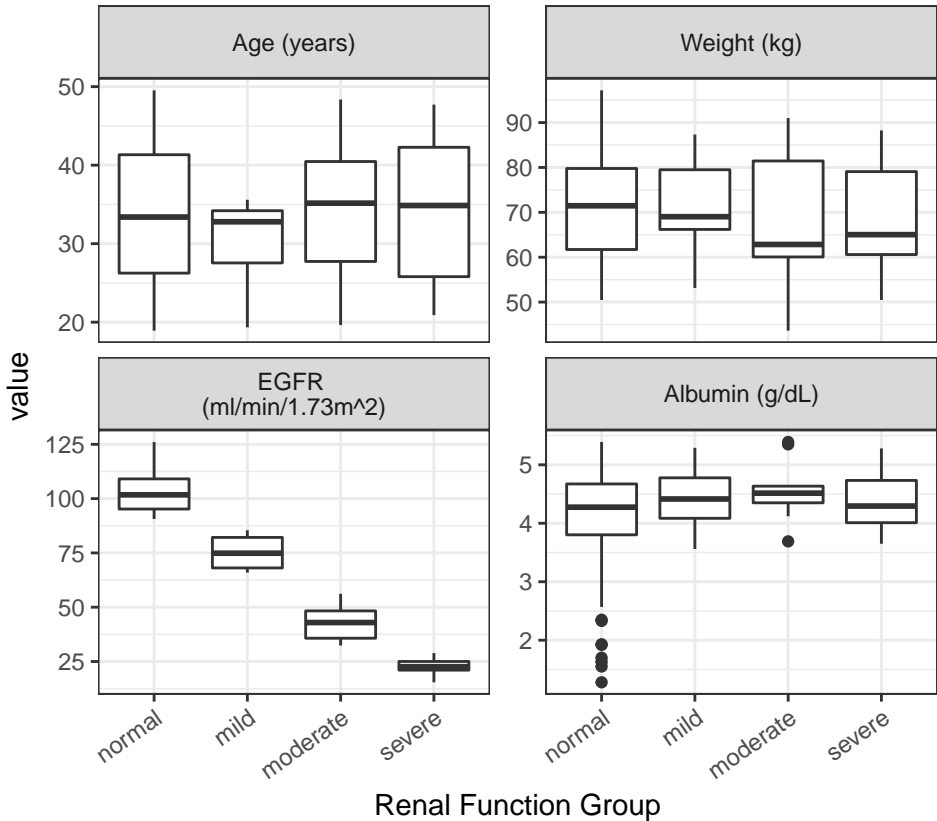 Age (years)
Weight (kg)
50
40
30
20
90
80
70
60
50
value
EGFR
(ml/min/1.73m^2)
Albumin (g/dL)
125
100
75
50
25
5
4
3
2
normal
mild
moderate
severe
normal
mild
moderate
severe
Renal Function Group